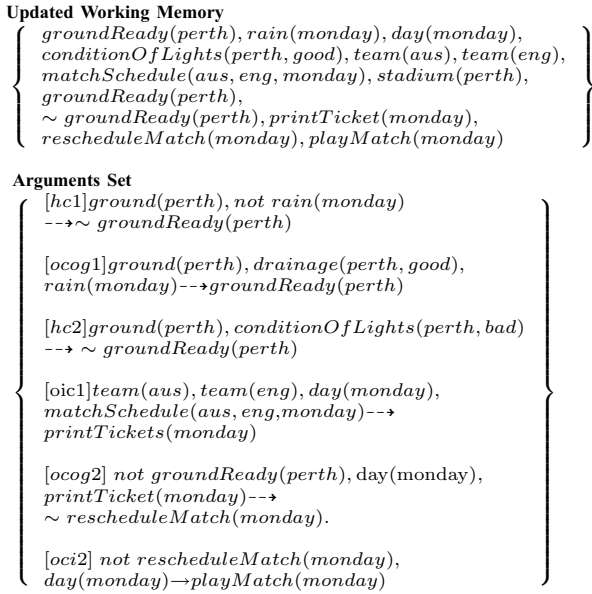 Updated Working Memory
groundReady(perth), rain(monday), day(monday),
conditionOfLights(perth, good), team(aus), team(eng),
matchSchedule(aus, eng, monday), stadium(perth),
groundReady(perth),
∼ groundReady(perth), printTicket(monday),
rescheduleMatch(monday), playMatch(monday)
Arguments Set
[hc1]ground(perth), not rain(monday)
⇢∼ groundReady(perth)
[ocog1]ground(perth), drainage(perth, good),
rain(monday)⇢groundReady(perth)
[hc2]ground(perth), conditionOfLights(perth, bad)
⇢ ∼ groundReady(perth)
[oic1]team(aus), team(eng), day(monday),
matchSchedule(aus, eng,monday)⇢
printTickets(monday)
[ocog2] not groundReady(perth), day(monday),
printTicket(monday)⇢
∼ rescheduleMatch(monday).
[oci2] not rescheduleMatch(monday),
day(monday)→playMatch(monday)